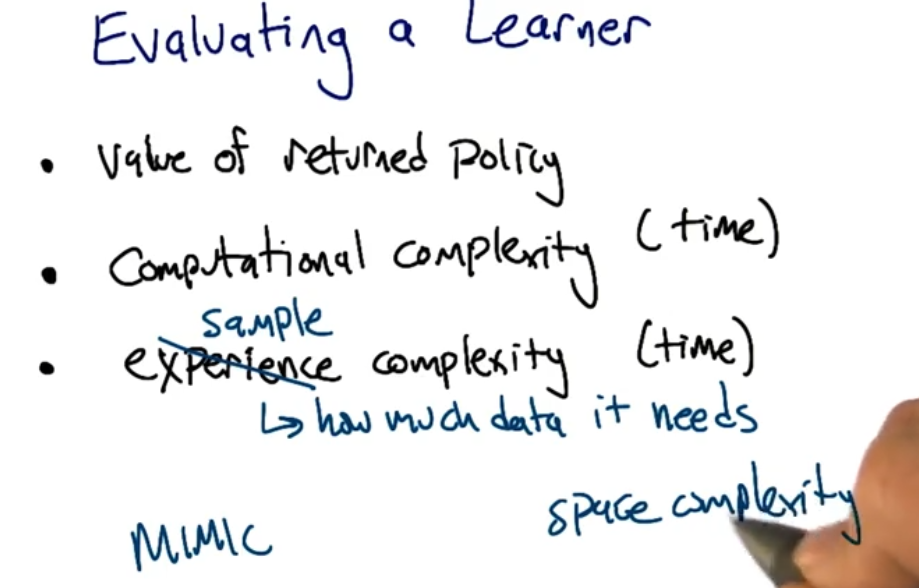 Evaluating a Learner
• Value of returned policy
• Computational complexity (time)
sample
• experience complexity (time)
↳ how much data it needs
space complexity
MIMIC